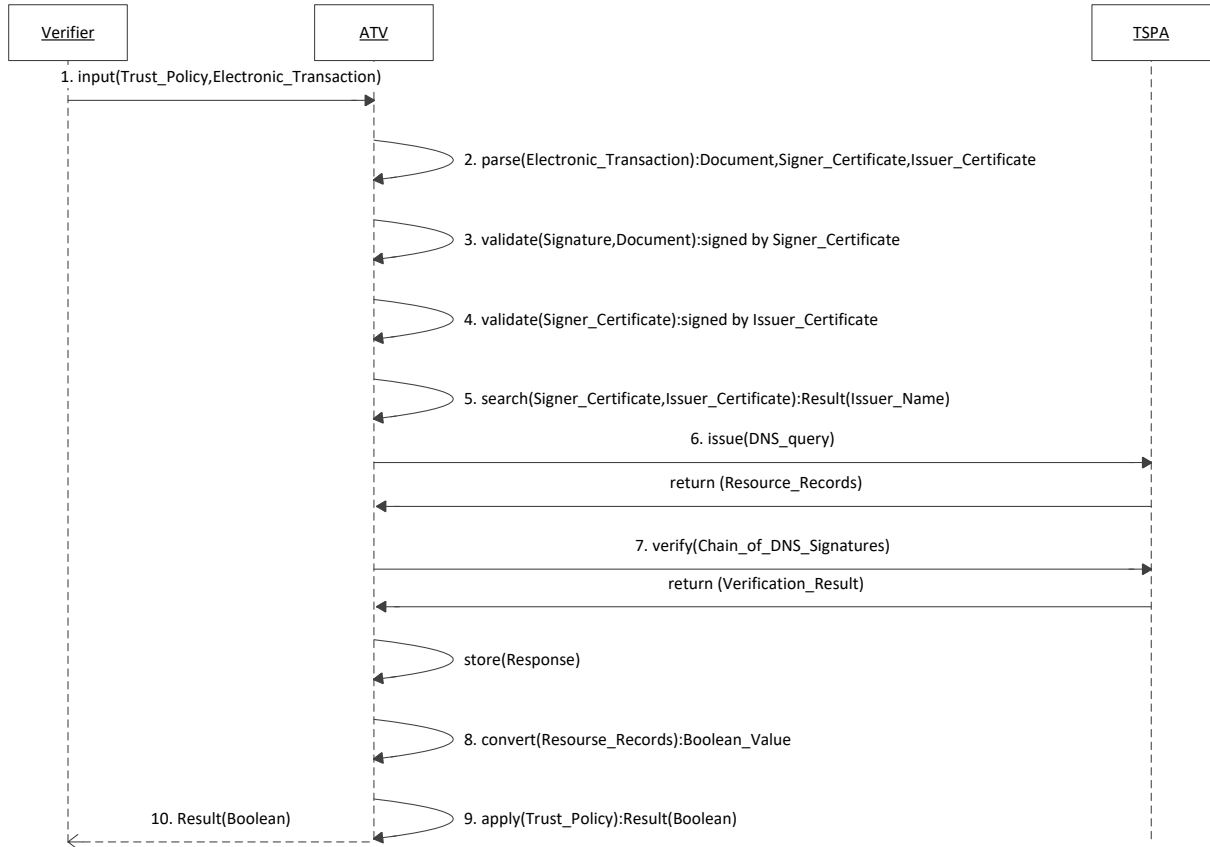 Verifier
ATV
TSPA
1. input(Trust_Policy,Electronic_Transaction)
2. parse(Electronic_Transaction):Document,Signer_Certificate,Issuer_Certificate
3. validate(Signature,Document):signed by Signer_Certificate
4. validate(Signer_Certificate):signed by Issuer_Certificate
5. search(Signer_Certificate,Issuer_Certificate):Result(Issuer_Name)
6. issue(DNS_query)
return (Resource_Records)
7. verify(Chain_of_DNS_Signatures)
return (Verification_Result)
store(Response)
8. convert(Resourse_Records):Boolean_Value
10. Result(Boolean)
9. apply(Trust_Policy):Result(Boolean)